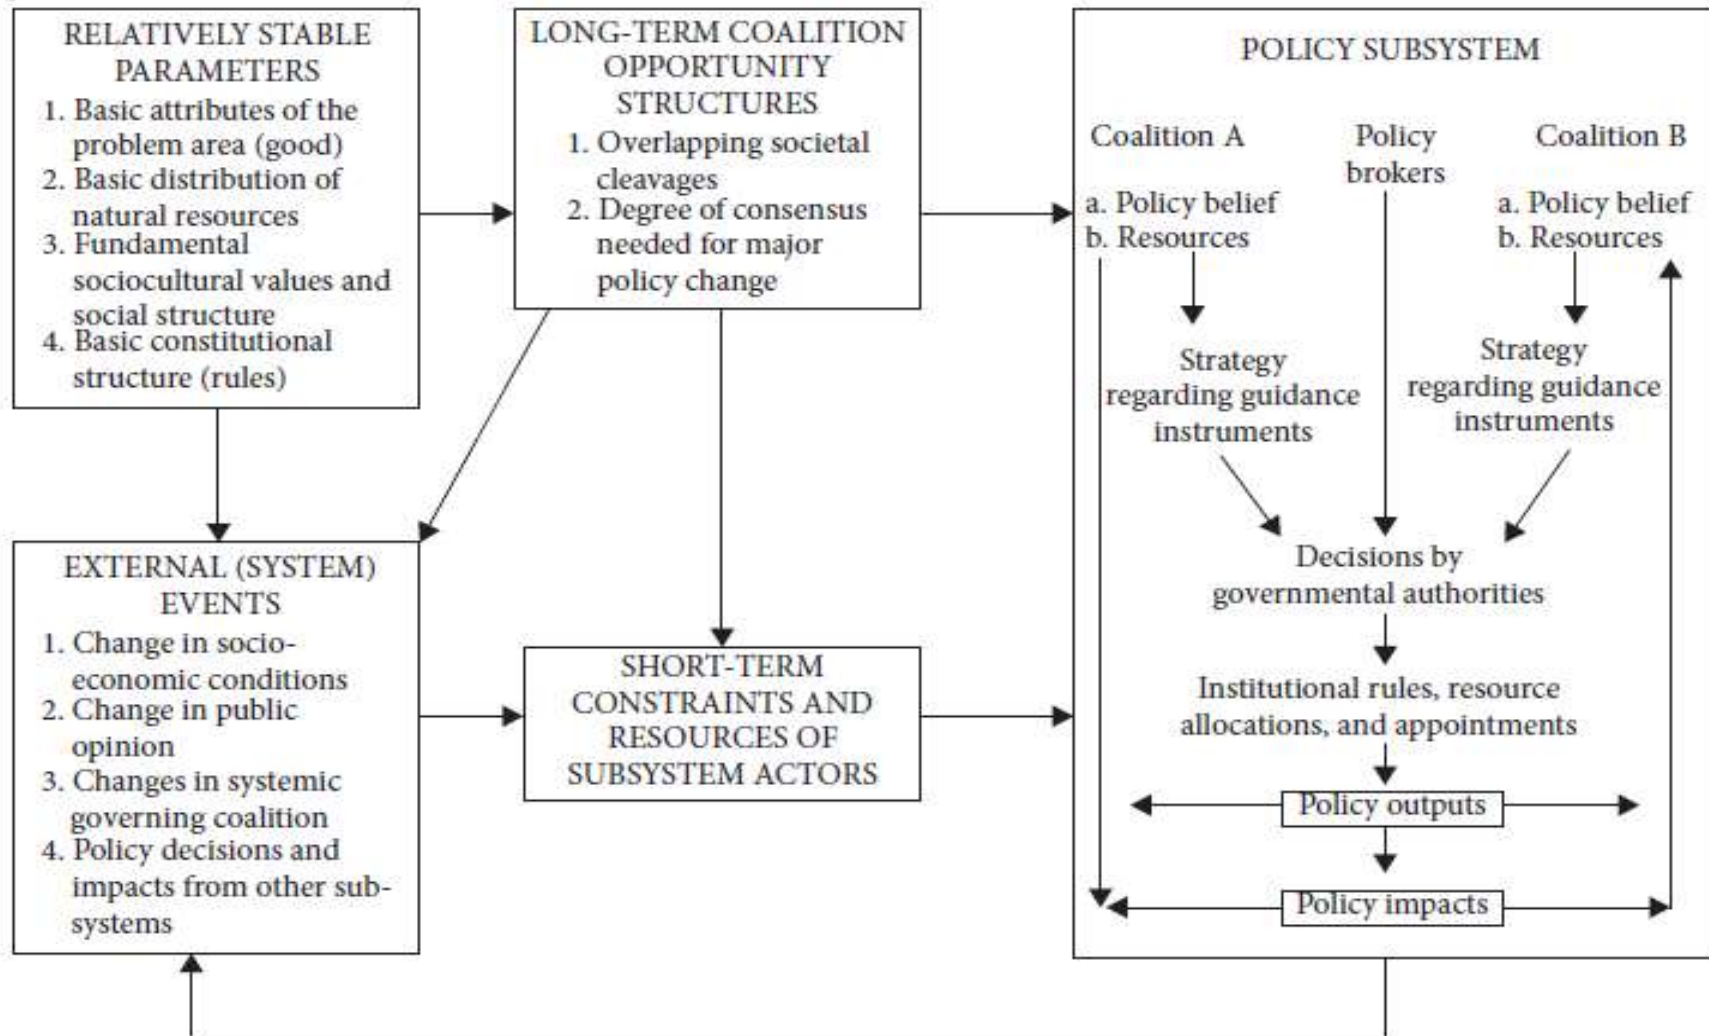 RELATIVELY STABLE
PARAMETERS
1. Basic attributes of the
problem area (good)
2. Basic distribution of
natural resources
3. Fundamental
sociocultural values and
social structure
4. Basic constitutional
structure (rules)
LONG-TERM COALITION
OPPORTUNITY
STRUCTURES
1. Overlapping societal
cleavages
2. Degree of consensus
needed for major
policy change
EXTERNAL (SYSTEM)
EVENTS
1. Change in socio-
economic conditions
2. Change in public
opinion
3. Changes in systemic
governing coalition
4. Policy decisions and
impacts from other sub-
systems
SHORT-TERM
CONSTRAINTS AND
RESOURCES OF
SUBSYSTEM ACTORS
POLICY SUBSYSTEM
Coalition A
a. Policy belief
b. Resources
Strategy
regarding guidance
instruments
Policy
brokers
Coalition B
a. Policy belief
b. Resources
Strategy
regarding guidance
instruments
Decisions by
governmental authorities
Institutional rules, resource
allocations, and appointments
Policy outputs
Policy impacts